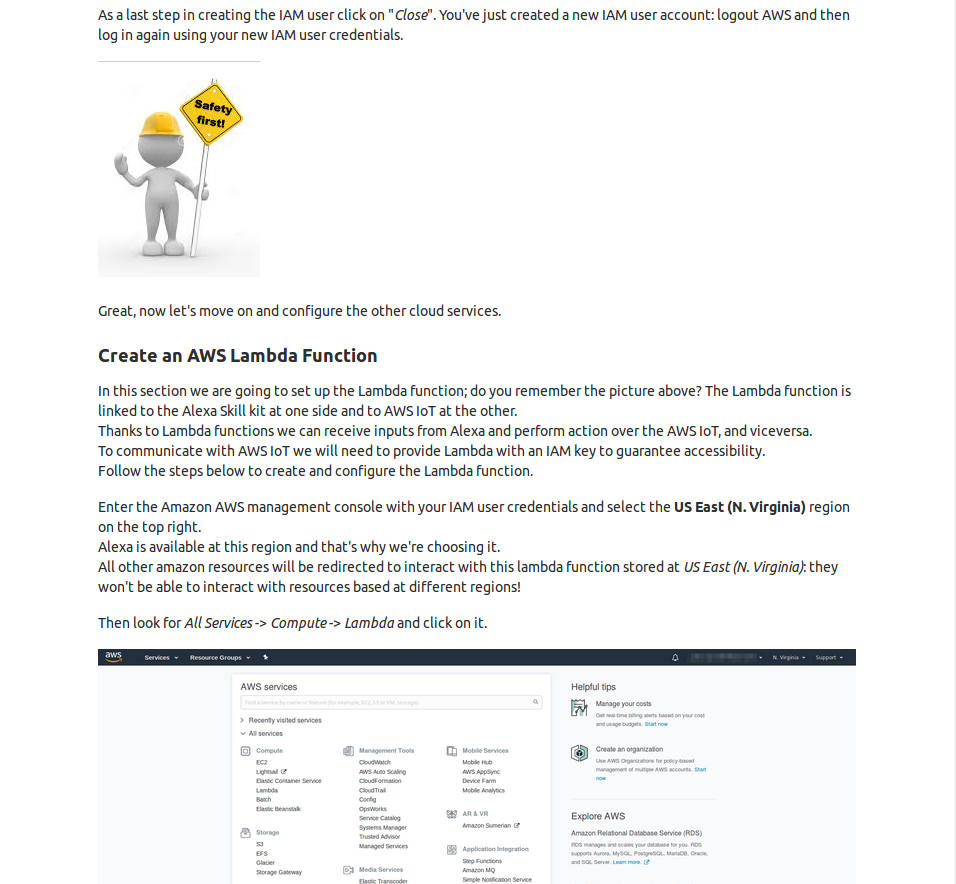 As a last step in creating the IAM user click on "Close". You've just created a new IAM user account: logout AWS and then
log in again using your new IAM user credentials.
Safety
first!
Great, now let's move on and configure the other cloud services.
Create an AWS Lambda Function
In this section we are going to set up the Lambda function; do you remember the picture above? The Lambda function is
linked to the Alexa Skill kit at one side and to AWS IoT at the other.
Thanks to Lambda functions we can receive inputs from Alexa and perform action over the AWS IoT, and viceversa.
To communicate with AWS IoT we will need to provide Lambda with an IAM key to guarantee accessibility.
Follow the steps below to create and configure the Lambda function.
Enter the Amazon AWS management console with your IAM user credentials and select the US East (N. Virginia) region
on the top right.
Alexa is available at this region and that's why we're choosing it.
All other amazon resources will be redirected to interact with this lambda function stored at US East (N. Virginia): they
won't be able to interact with resources based at different regions!
Then look for All Services -> Compute -> Lambda and click on it.
aws Services Resource Groups N. Virginia Support
AWS services
Find a service by name or feature (for example, EC2, S3 or VM, storage).
Recently visited services
All services
Compute
EC2
Lightsail
Elastic Container Service
Lambda
Batch
Elastic Beanstalk
Storage
S3
EFS
Glacier
Storage Gateway
Management Tools
CloudWatch
AWS Auto Scaling
CloudFormation
CloudTrail
Config
OpsWorks
Service Catalog
Systems Manager
Trusted Advisor
Managed Services
Media Services
Elastic Transcoder
Mobile Services
Mobile Hub
AWS AppSync
Device Farm
Mobile Analytics
AR & VR
Amazon Sumerian
Application Integration
Step Functions
Amazon MQ
Simple Notification Service
Helpful tips
Manage your costs
Get real-time billing alerts based on your cost
and usage budgets. Start now
Create an organization
Use AWS Organizations for policy-based
management of multiple AWS accounts. Start
now
Explore AWS
Amazon Relational Database Service (RDS)
RDS manages and scales your database for you. RDS
supports Aurora, MySQL, PostgreSQL, MariaDB, Oracle,
and SQL Server. Learn more.